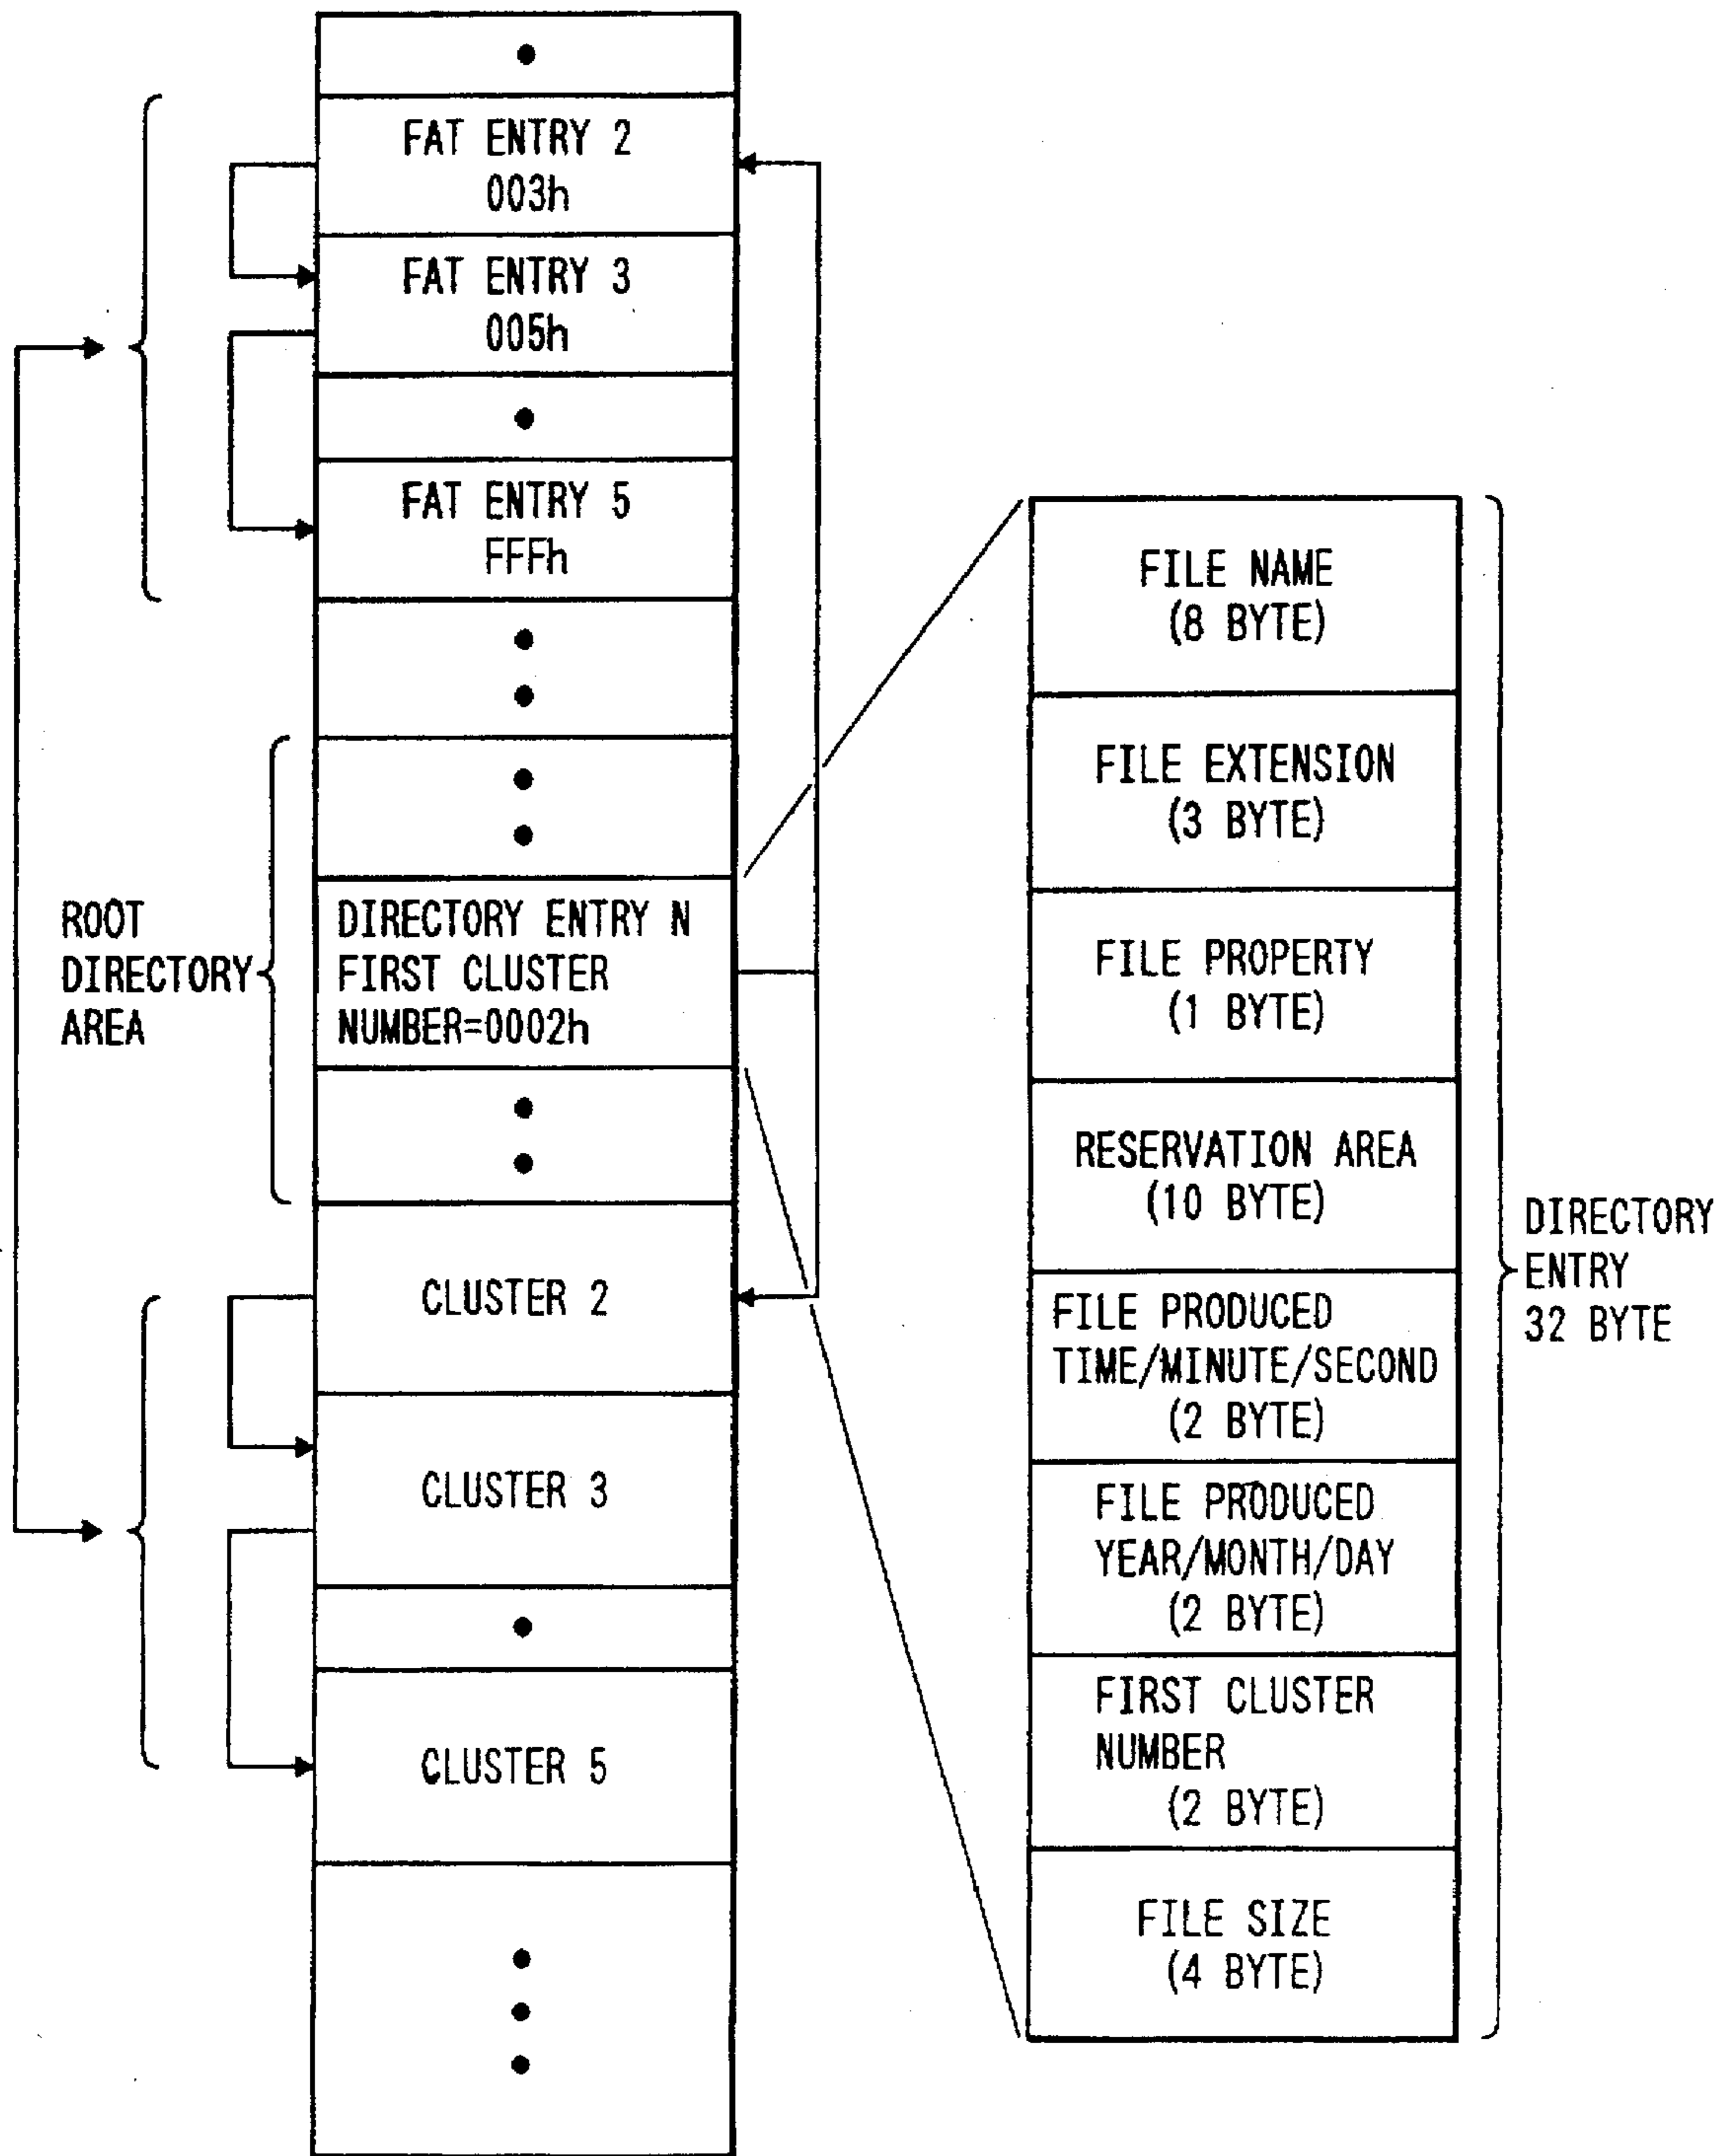 FAT ENTRY 2
003h
FAT ENTRY 3
005h
FAT ENTRY 5
FFFh
ROOT
DIRECTORY
AREA
DIRECTORY ENTRY N
FIRST CLUSTER
NUMBER=0002h
CLUSTER 2
CLUSTER 3
CLUSTER 5
FILE NAME
(8 BYTE)
FILE EXTENSION
(3 BYTE)
FILE PROPERTY
(1 BYTE)
RESERVATION AREA
(10 BYTE)
FILE PRODUCED
TIME/MINUTE/SECOND
(2 BYTE)
FILE PRODUCED
YEAR/MONTH/DAY
(2 BYTE)
FIRST CLUSTER
NUMBER
(2 BYTE)
FILE SIZE
(4 BYTE)
DIRECTORY
ENTRY
32 BYTE